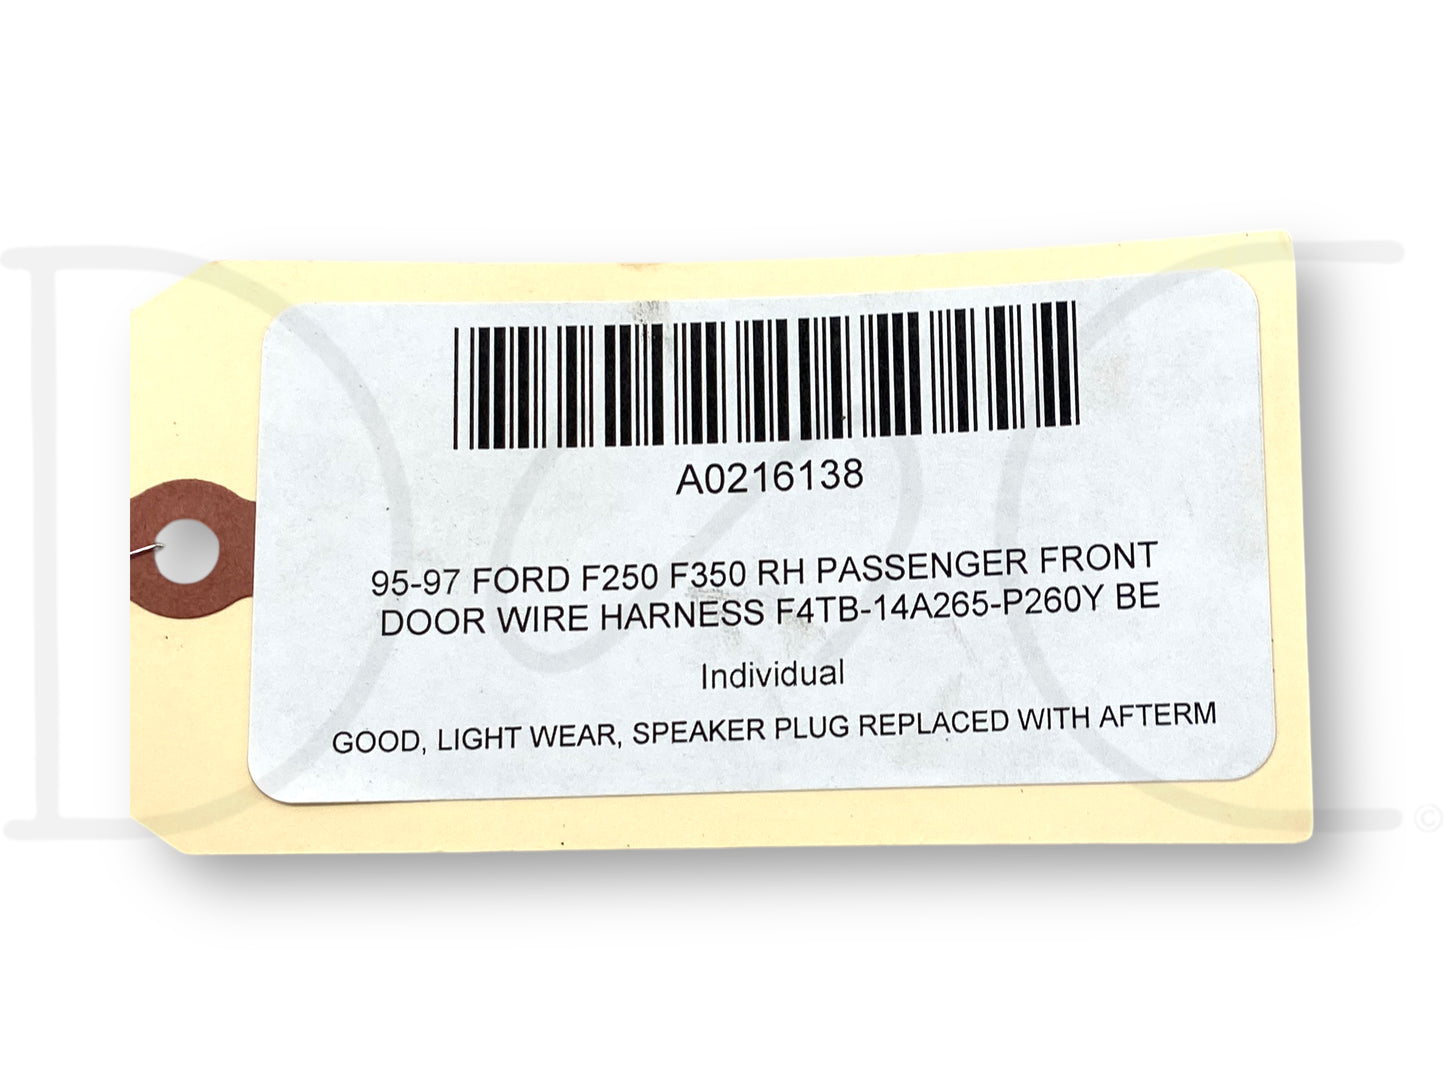 A0216138
95-97 FORD F250 F350 RH PASSENGER FRONT
DOOR WIRE HARNESS F4TB-14A265-P260Y BE
Individual
GOOD, LIGHT WEAR, SPEAKER PLUG REPLACED WITH AFTERM
D C ©